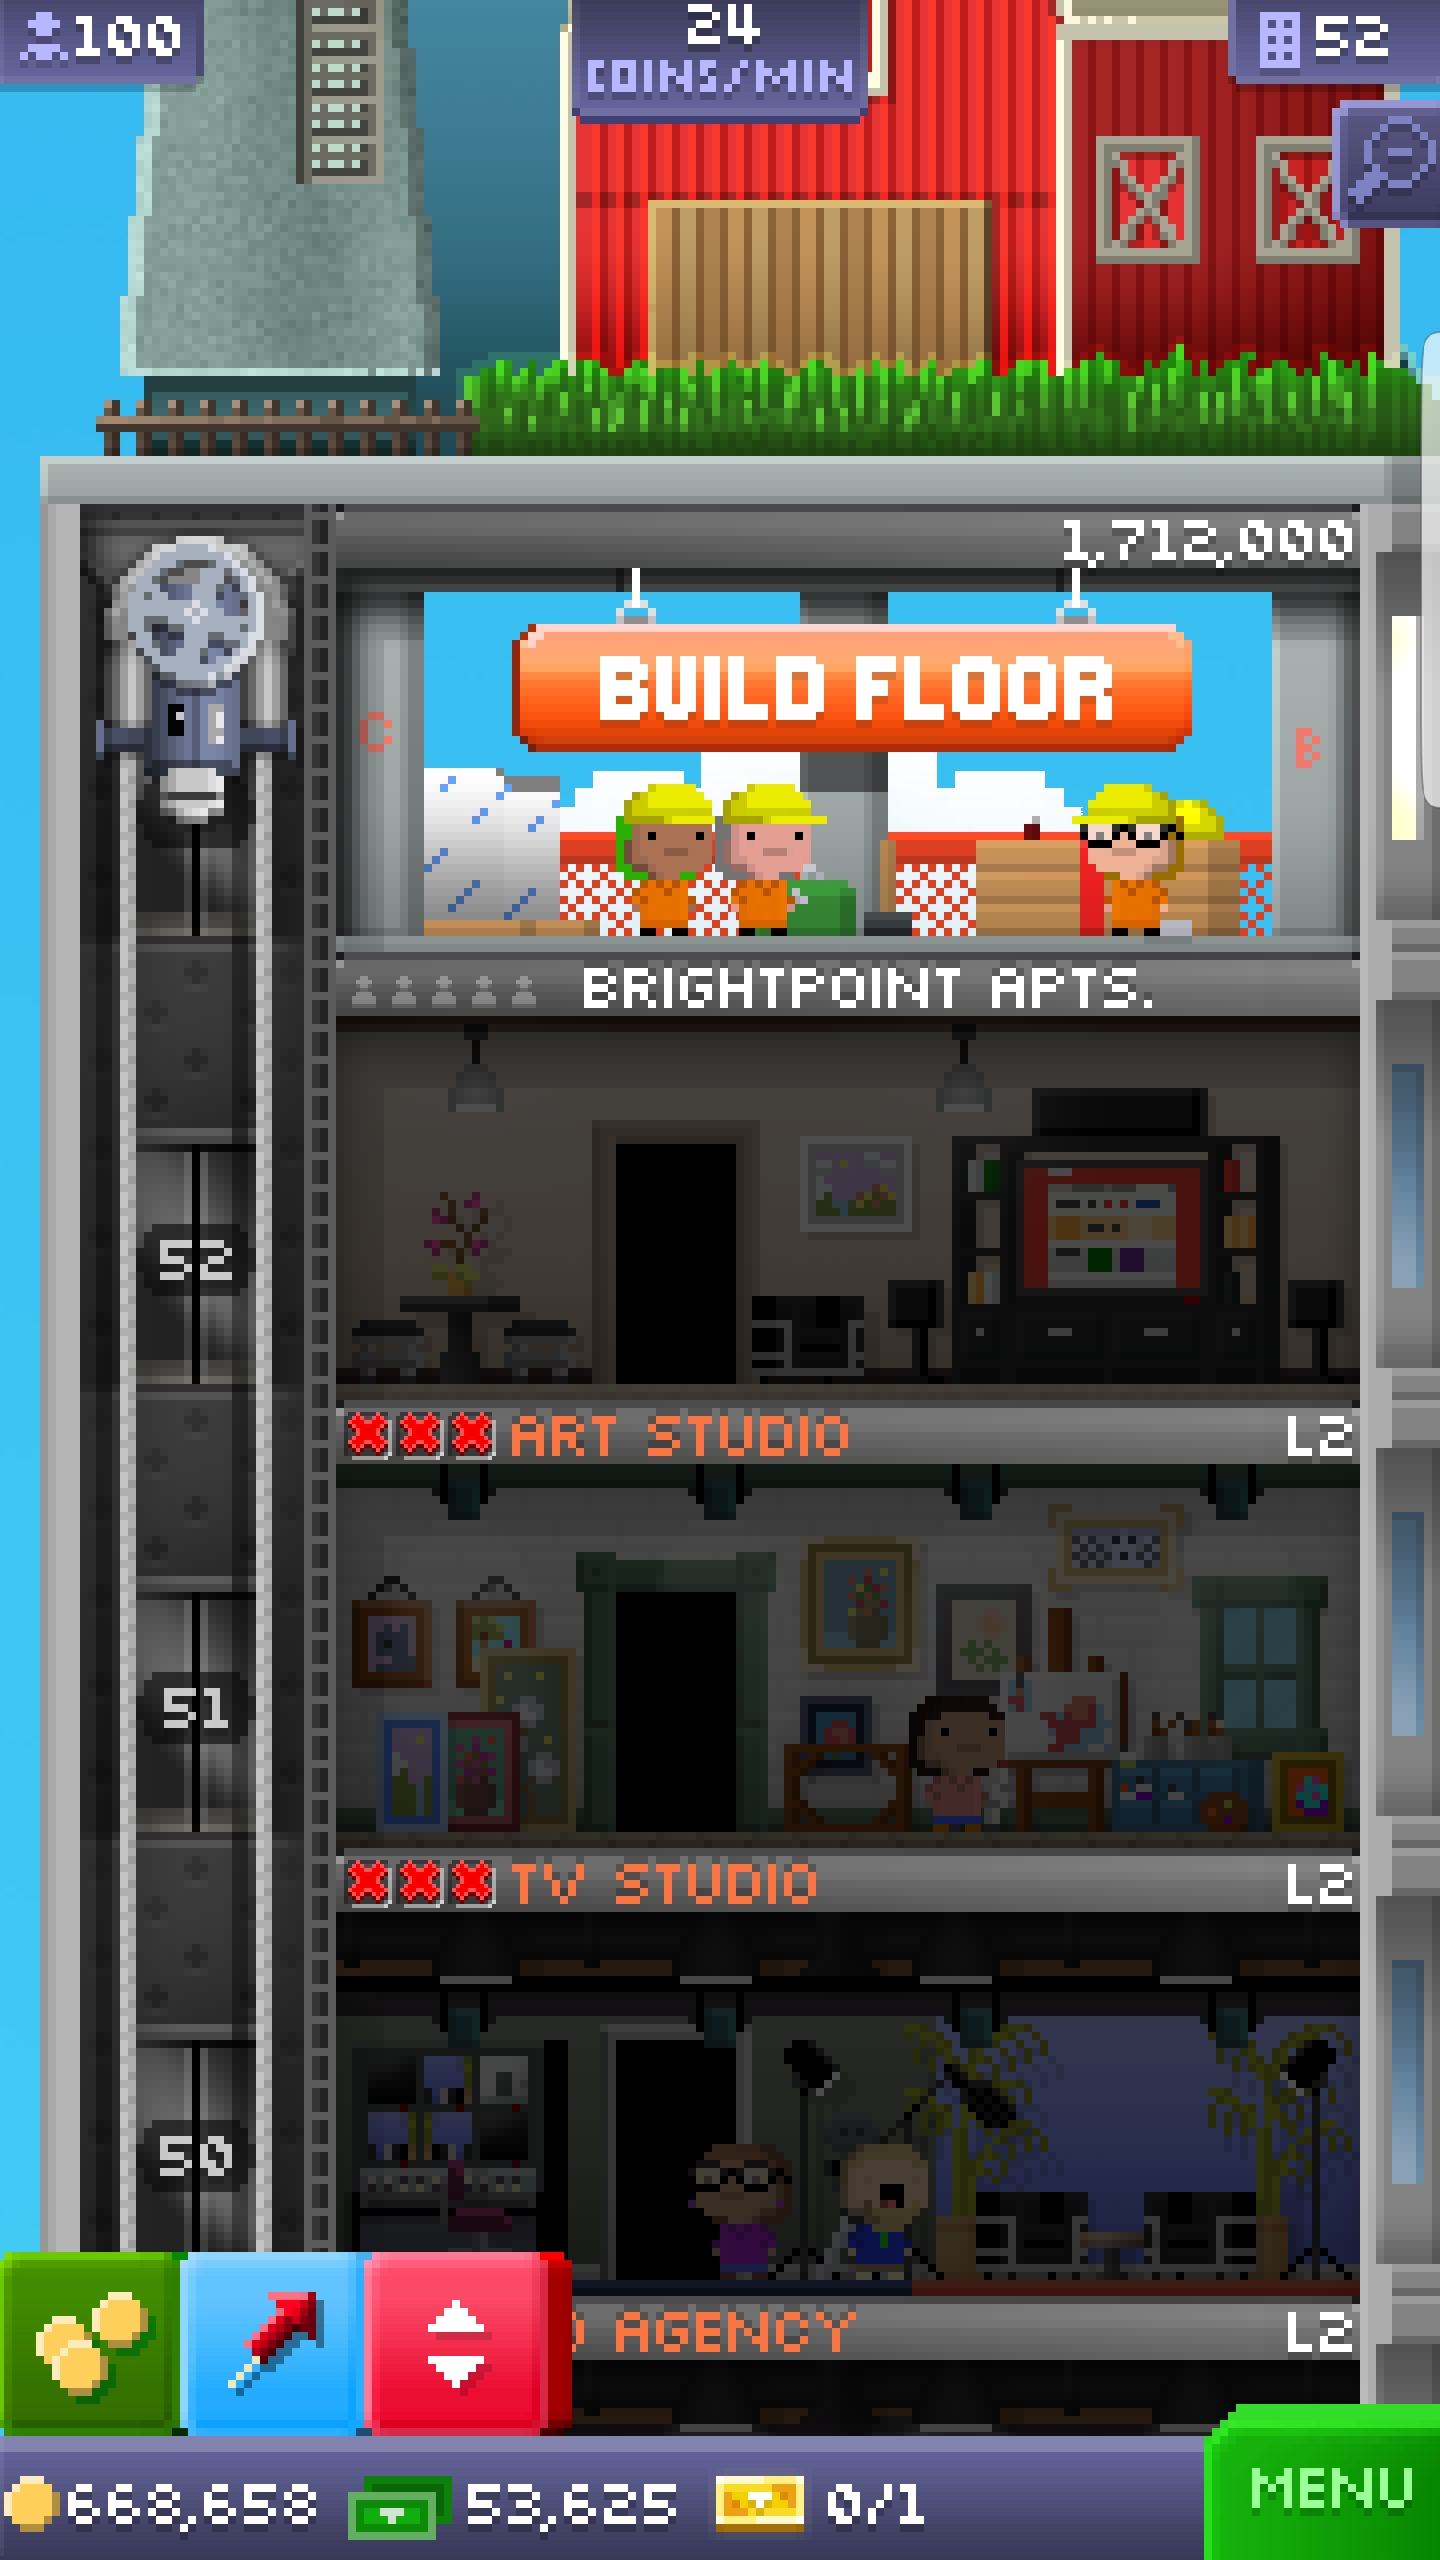 100
24
COINS/MIN
52
1,712,000
BUILD FLOOR
C
B
BRIGHTPOINT APTS.
52
ART STUDIO L2
51
TV STUDIO L2
50
AGENCY L2
668,658 53,625 0/1
MENU